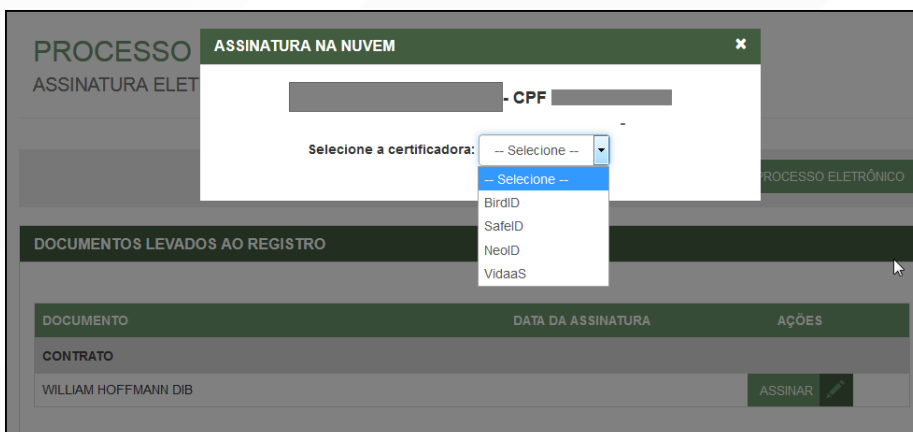 PROCESSO
ASSINATURA ELET
ASSINATURA NA NUVEM
×
- CPF
-
Selecione a certificadora:
-- Selecione --
-- Selecione --
BirdID
SafeID
NeoID
VidaaS
PROCESSO ELETRÔNICO
DOCUMENTOS LEVADOS AO REGISTRO
DOCUMENTO DATA DA ASSINATURA AÇÕES
CONTRATO
WILLIAM HOFFMANN DIB ASSINAR